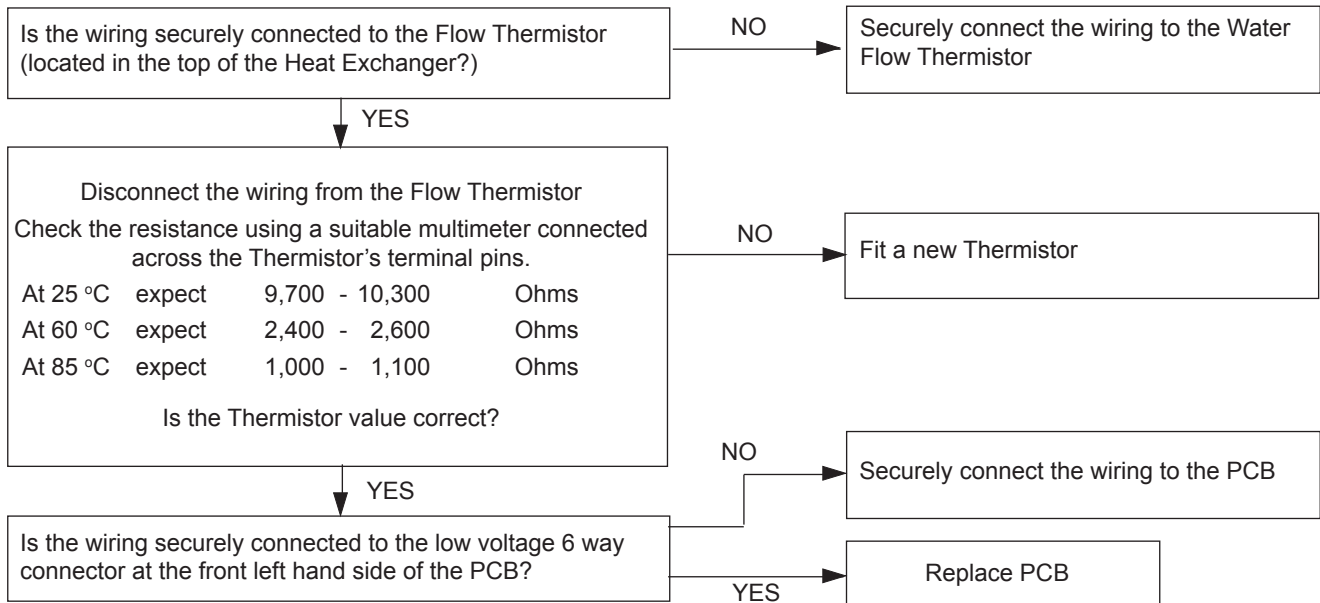 Is the wiring securely connected to the Flow Thermistor
(located in the top of the Heat Exchanger?)
NO
Securely connect the wiring to the Water
Flow Thermistor
YES
Disconnect the wiring from the Flow Thermistor
Check the resistance using a suitable multimeter connected
across the Thermistor's terminal pins.
At 25 °C expect 9,700 - 10,300 Ohms
At 60 °C expect 2,400 - 2,600 Ohms
At 85 °C expect 1,000 - 1,100 Ohms
Is the Thermistor value correct?
NO
Fit a new Thermistor
YES
Is the wiring securely connected to the low voltage 6 way
connector at the front left hand side of the PCB?
NO
Securely connect the wiring to the PCB
YES
Replace PCB